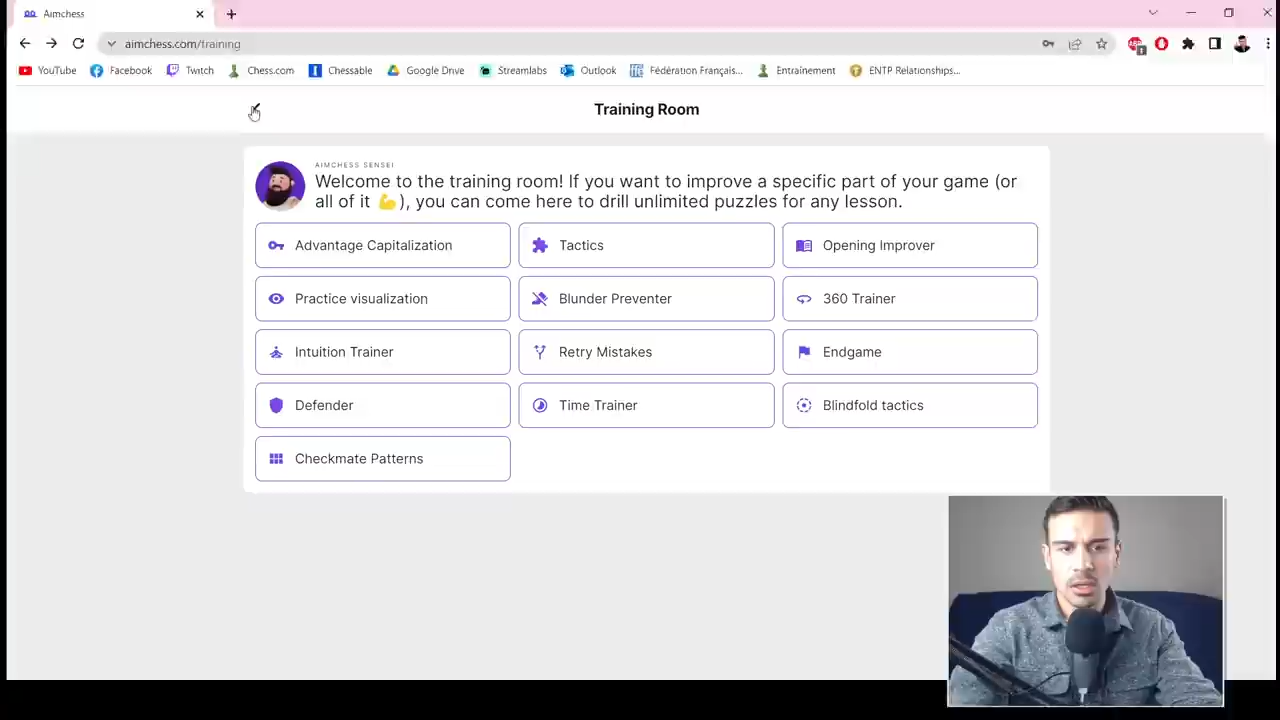 Aimchess
aimchess.com/training
YouTube Facebook Twitch Chess.com Chessable Google Drive Streamlabs Outlook Fédération Français... Entraînement ENTP Relationships...
Training Room
AIMCHESS SENSEI
Welcome to the training room! If you want to improve a specific part of your game (or
all of it 💪), you can come here to drill unlimited puzzles for any lesson.
Advantage Capitalization Tactics Opening Improver
Practice visualization Blunder Preventer 360 Trainer
Intuition Trainer Retry Mistakes Endgame
Defender Time Trainer Blindfold tactics
Checkmate Patterns